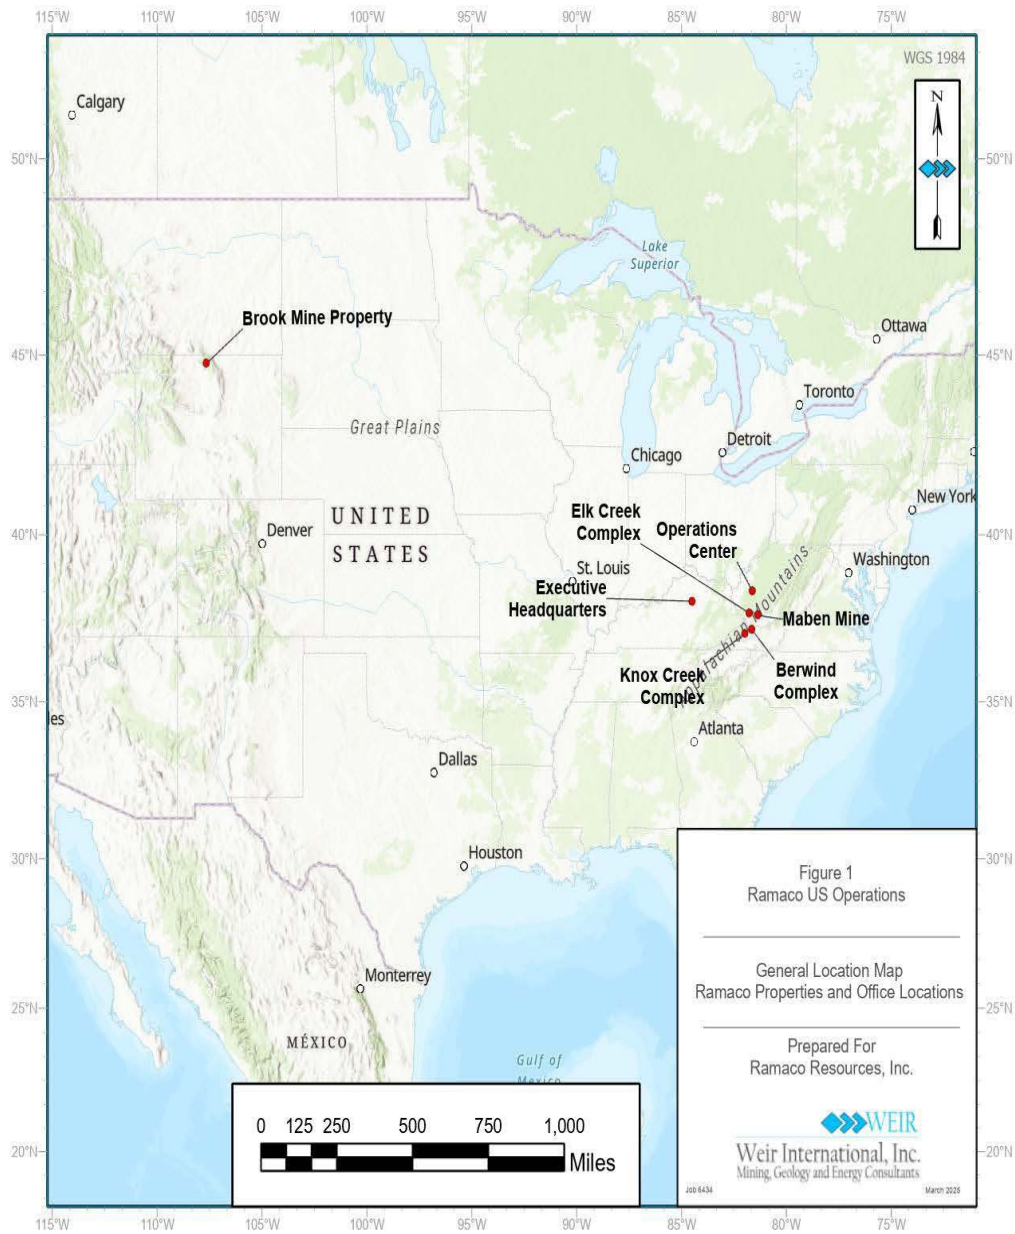 115°W 110°W 105°W 100°W 95°W 90°W 85°W 80°W 75°W
WGS 1984
N
Calgary
50°N
50°N
Lake
Superior
Brook Mine Property
Ottawa
45°N
45°N
Toronto
Great Plains
Detroit
Chicago
New York
Elk Creek
Complex
Operations
Center
UNITED
STATES
Denver
40°N
40°N
Washington
St. Louis
Executive
Headquarters
Appalachian Mountains
Maben Mine
Knox Creek
Complex
Berwind
Complex
35°N
35°N
les
Atlanta
Dallas
Houston
30°N
30°N
Figure 1
Ramaco US Operations
General Location Map
Ramaco Properties and Office Locations
Monterrey
25°N
25°N
MÉXICO
Prepared For
Ramaco Resources, Inc.
Gulf of
Mexico
0 125 250 500 750 1,000
Miles
WEIR
Weir International, Inc.
Mining, Geology and Energy Consultants
20°N
20°N
Job 6434
March 2025
115°W 110°W 105°W 100°W 95°W 90°W 85°W 80°W 75°W